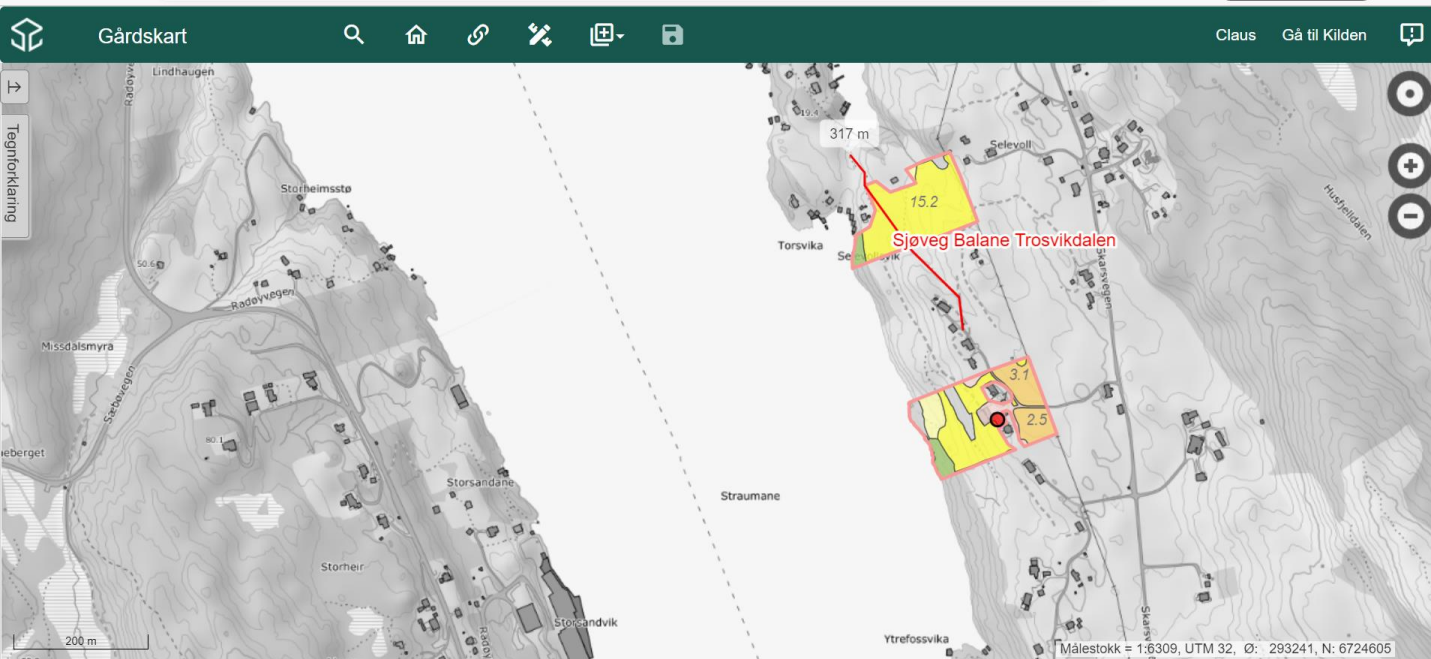 Gårdskart
Claus
Gå til Kilden
Tegnforklaring
Lindhaugen
19.4
317 m
Selevoll
Storheimsstø
15.2
Husfjelldalen
Torsvika
Sjøveg Balane Trosvikdalen
50.6
Radøyvegen
Skarsvegen
Missdalsmyra
Sæbøvegen
3.1
2.5
80.1
eberget
Storsandane
Straumane
Storheir
Storsandvik
Ytrefossvika
200 m
Målestokk = 1:6309, UTM 32, Ø: 293241, N: 6724605